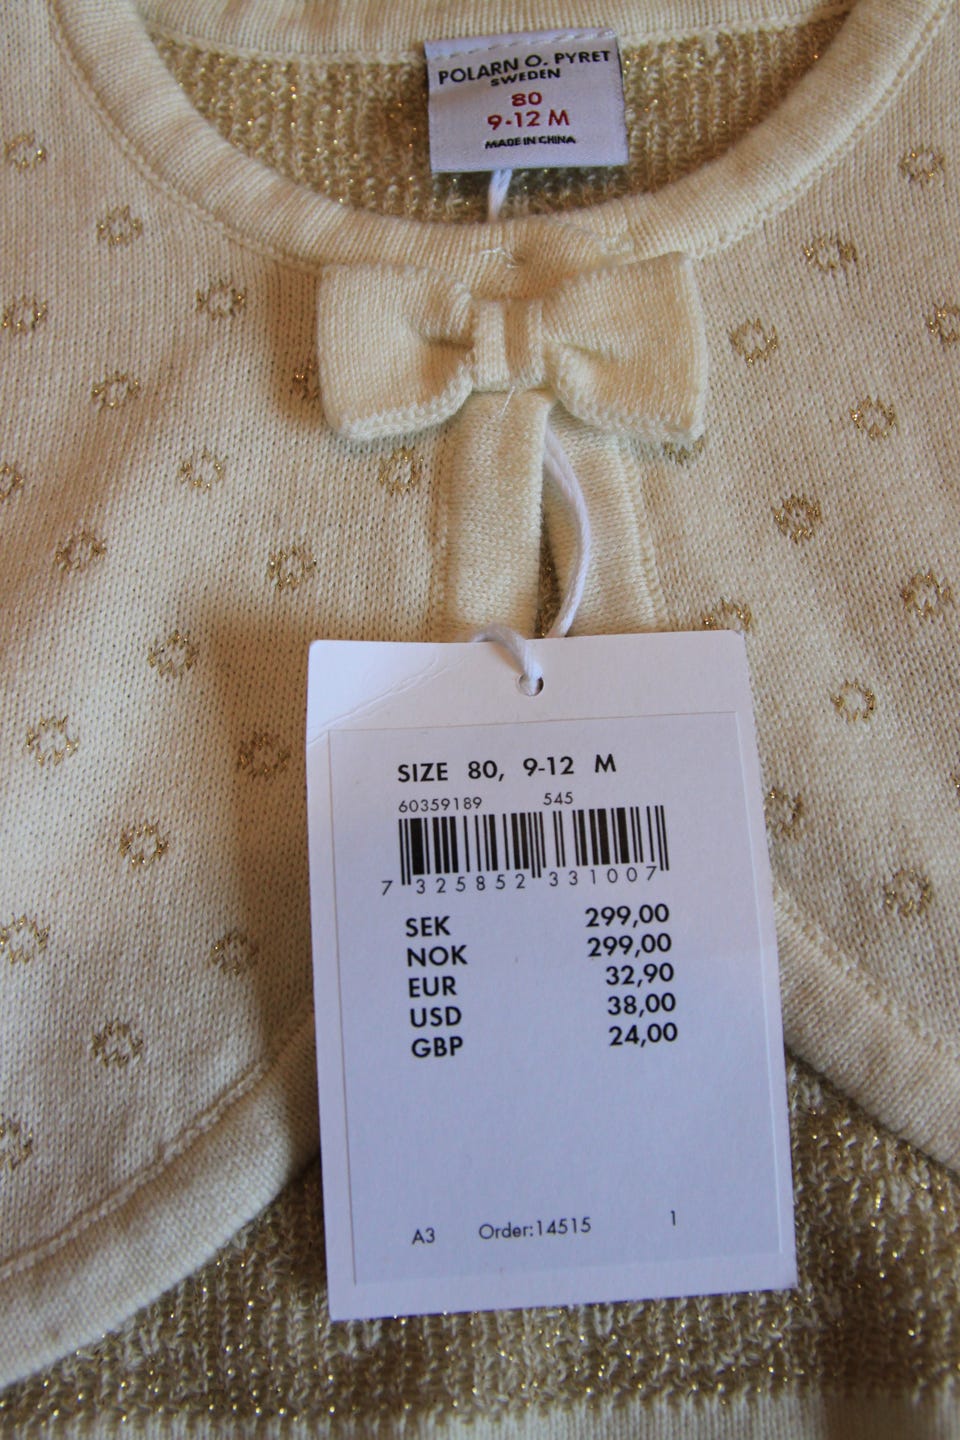 POLARN O. PYRET
SWEDEN
80
9-12 M
MADE IN CHINA
SIZE 80, 9-12 M
60359189 545
7 325852 331007
SEK 299,00
NOK 299,00
EUR 32,90
USD 38,00
GBP 24,00
A3 Order:14515 1